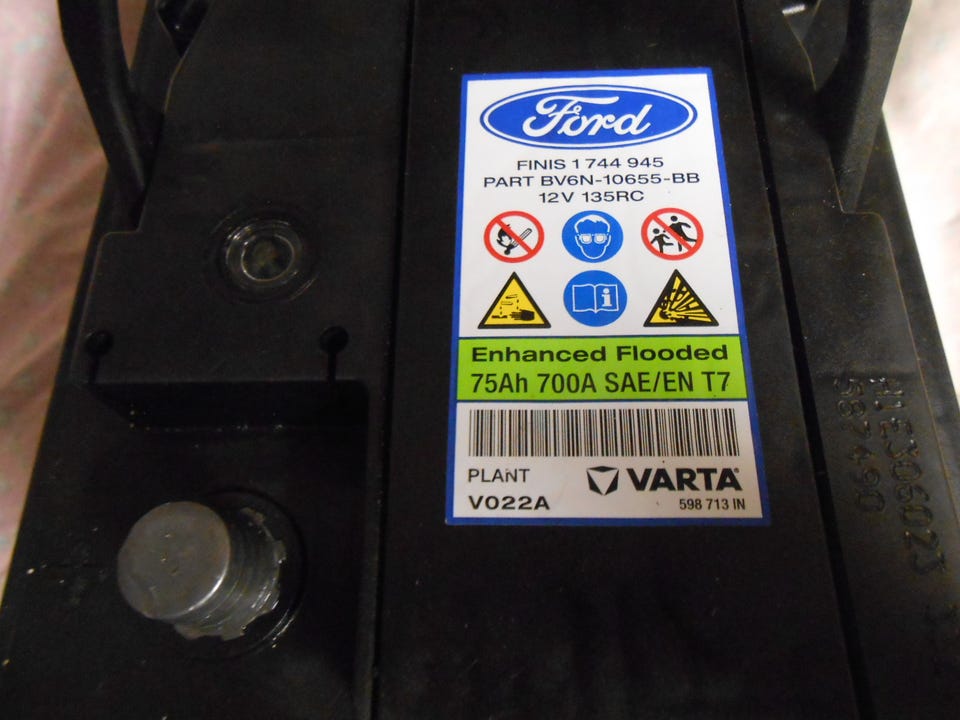 Ford
FINIS 1 744 945
PART BV6N-10655-BB
12V 135RC
i
Enhanced Flooded
75Ah 700A SAE/EN T7
PLANT
VARTA
V022A
598 713 IN
587490